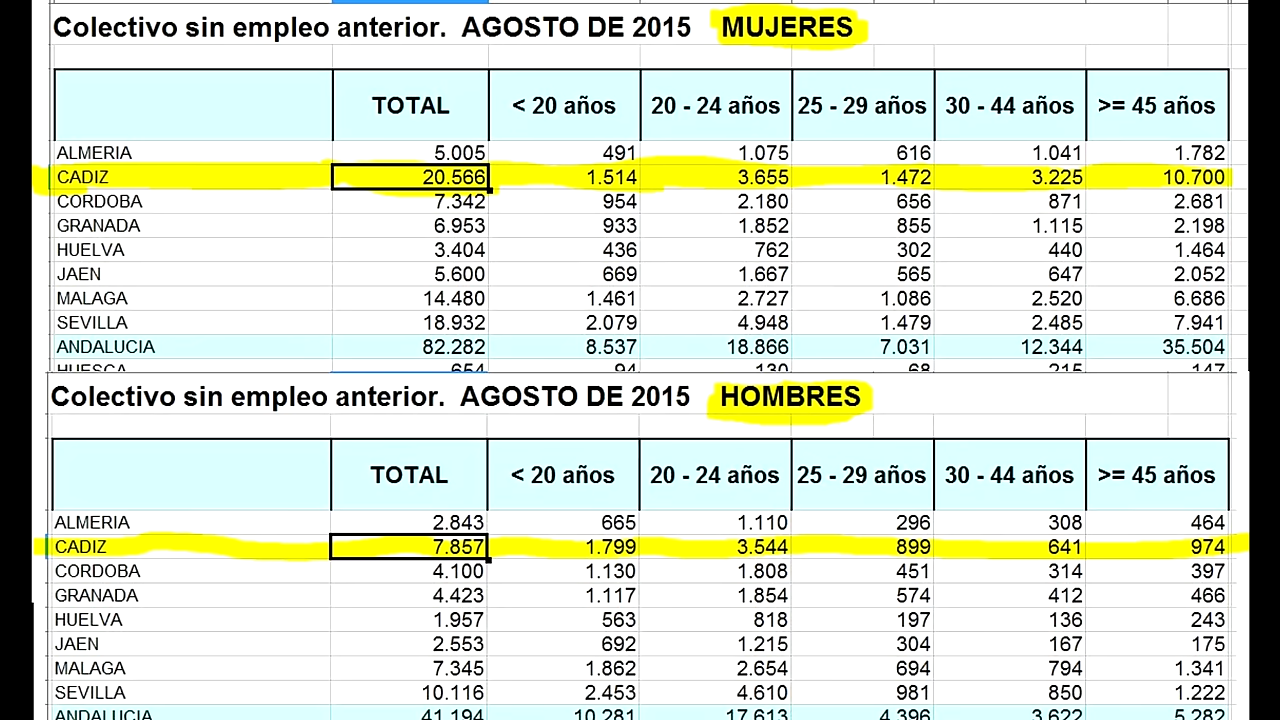 Colectivo sin empleo anterior. AGOSTO DE 2015 MUJERES
TOTAL < 20 años 20 - 24 años 25 - 29 años 30 - 44 años >= 45 años
ALMERIA 5.005 491 1.075 616 1.041 1.782
CADIZ 20.566 1.514 3.655 1.472 3.225 10.700
CORDOBA 7.342 954 2.180 656 871 2.681
GRANADA 6.953 933 1.852 855 1.115 2.198
HUELVA 3.404 436 762 302 440 1.464
JAEN 5.600 669 1.667 565 647 2.052
MALAGA 14.480 1.461 2.727 1.086 2.520 6.686
SEVILLA 18.932 2.079 4.948 1.479 2.485 7.941
ANDALUCIA 82.282 8.537 18.866 7.031 12.344 35.504
HUESCA 654 94 130 68 215 147
Colectivo sin empleo anterior. AGOSTO DE 2015 HOMBRES
TOTAL < 20 años 20 - 24 años 25 - 29 años 30 - 44 años >= 45 años
ALMERIA 2.843 665 1.110 296 308 464
CADIZ 7.857 1.799 3.544 899 641 974
CORDOBA 4.100 1.130 1.808 451 314 397
GRANADA 4.423 1.117 1.854 574 412 466
HUELVA 1.957 563 818 197 136 243
JAEN 2.553 692 1.215 304 167 175
MALAGA 7.345 1.862 2.654 694 794 1.341
SEVILLA 10.116 2.453 4.610 981 850 1.222
ANDALUCIA 41.194 10.281 17.613 4.396 3.622 5.282